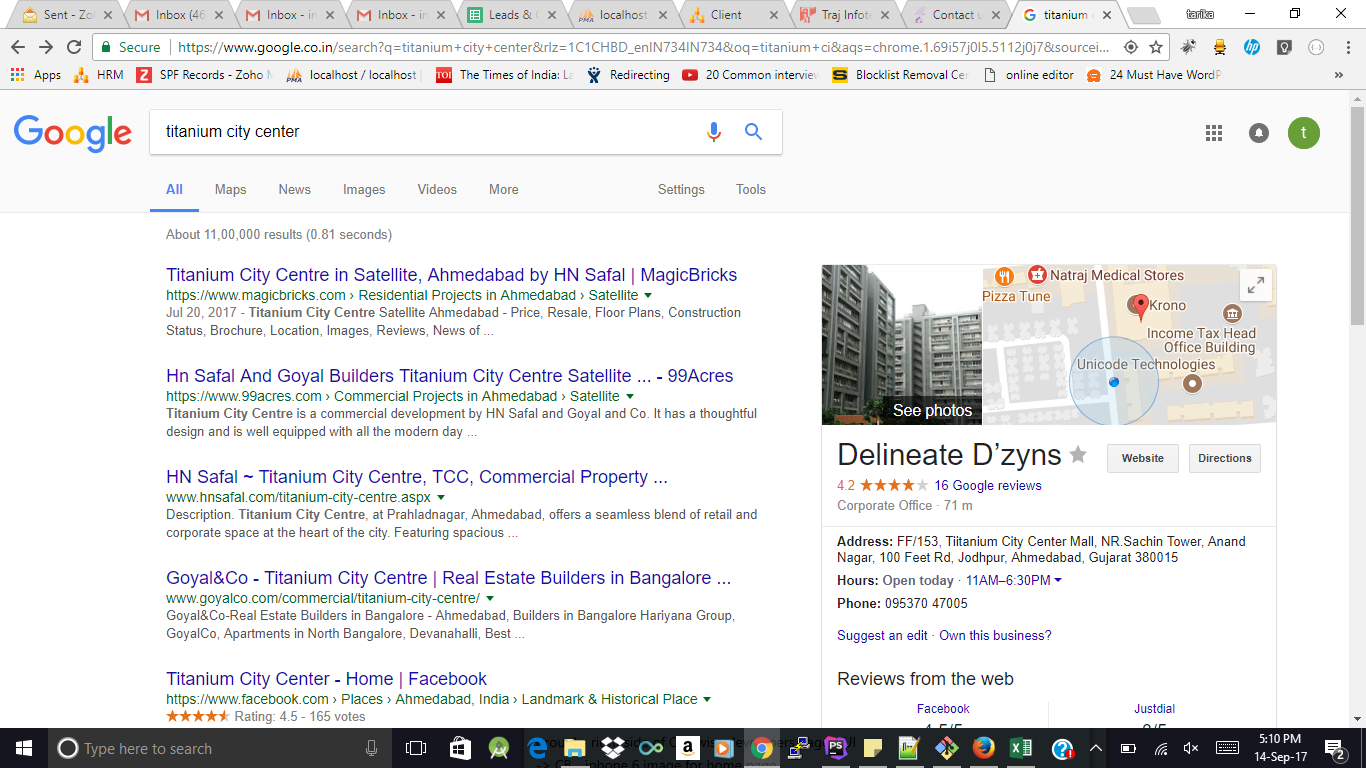 Sent - Zo
Inbox (46
Inbox - in
Inbox - in
Leads & 
localhost
Client
Traj Infote
Contact u
titanium
tarika
Secure
https://www.google.co.in/search?q=titanium+city+center&rlz=1C1CHBD_enIN734IN734&oq=titanium+ci&aqs=chrome.1.69i57j0l5.5112j0j7&sourcei...
Apps
HRM
SPF Records - Zoho
localhost / localhost
The Times of India: La
Redirecting
20 Common interview
Blocklist Removal Cen
online editor
24 Must Have WordP
»
Google
titanium city center
t
All
Maps
News
Images
Videos
More
Settings
Tools
About 11,00,000 results (0.81 seconds)
Titanium City Centre in Satellite, Ahmedabad by HN Safal | MagicBricks
https://www.magicbricks.com › Residential Projects in Ahmedabad › Satellite
Jul 20, 2017 - Titanium City Centre Satellite Ahmedabad - Price, Resale, Floor Plans, Construction
Status, Brochure, Location, Images, Reviews, News of ...
Hn Safal And Goyal Builders Titanium City Centre Satellite ... - 99Acres
https://www.99acres.com › Commercial Projects in Ahmedabad › Satellite
Titanium City Centre is a commercial development by HN Safal and Goyal and Co. It has a thoughtful
design and is well equipped with all the modern day ...
HN Safal ~ Titanium City Centre, TCC, Commercial Property ...
www.hnsafal.com/titanium-city-centre.aspx
Description. Titanium City Centre, at Prahladnagar, Ahmedabad, offers a seamless blend of retail and
corporate space at the heart of the city. Featuring spacious ...
Goyal&Co - Titanium City Centre | Real Estate Builders in Bangalore ...
www.goyalco.com/commercial/titanium-city-centre/
Goyal&Co-Real Estate Builders in Bangalore - Ahmedabad, Builders in Bangalore Hariyana Group,
GoyalCo, Apartments in North Bangalore, Devanahalli, Best ...
Titanium City Center - Home | Facebook
https://www.facebook.com › Places › Ahmedabad, India › Landmark & Historical Place
Rating: 4.5 - 165 votes
See photos
Natraj Medical Stores
Pizza Tune
Krono
Income Tax Head
Office Building
Unicode Technologies
Delineate D'zyns
Website
Directions
4.2
16 Google reviews
Corporate Office · 71 m
Address: FF/153, Tiitanium City Center Mall, NR.Sachin Tower, Anand
Nagar, 100 Feet Rd, Jodhpur, Ahmedabad, Gujarat 380015
Hours: Open today · 11AM–6:30PM
Phone: 095370 47005
Suggest an edit · Own this business?
Reviews from the web
Facebook
Justdial
Type here to search
5:10 PM
14-Sep-17
2